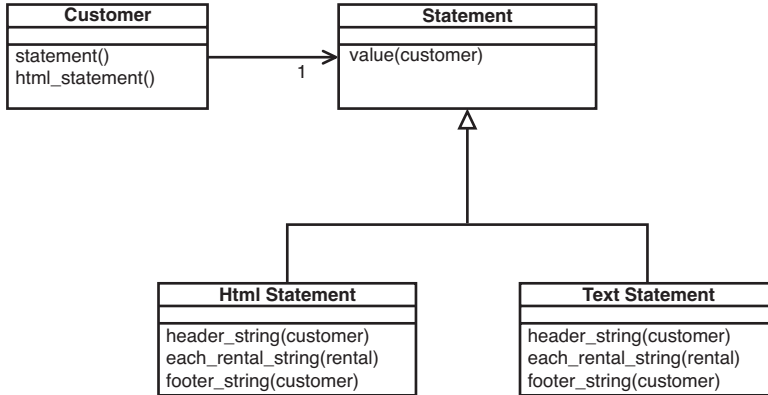 Customer
statement()
html_statement()
1
Statement
value(customer)
Html Statement
header_string(customer)
each_rental_string(rental)
footer_string(customer)
Text Statement
header_string(customer)
each_rental_string(rental)
footer_string(customer)